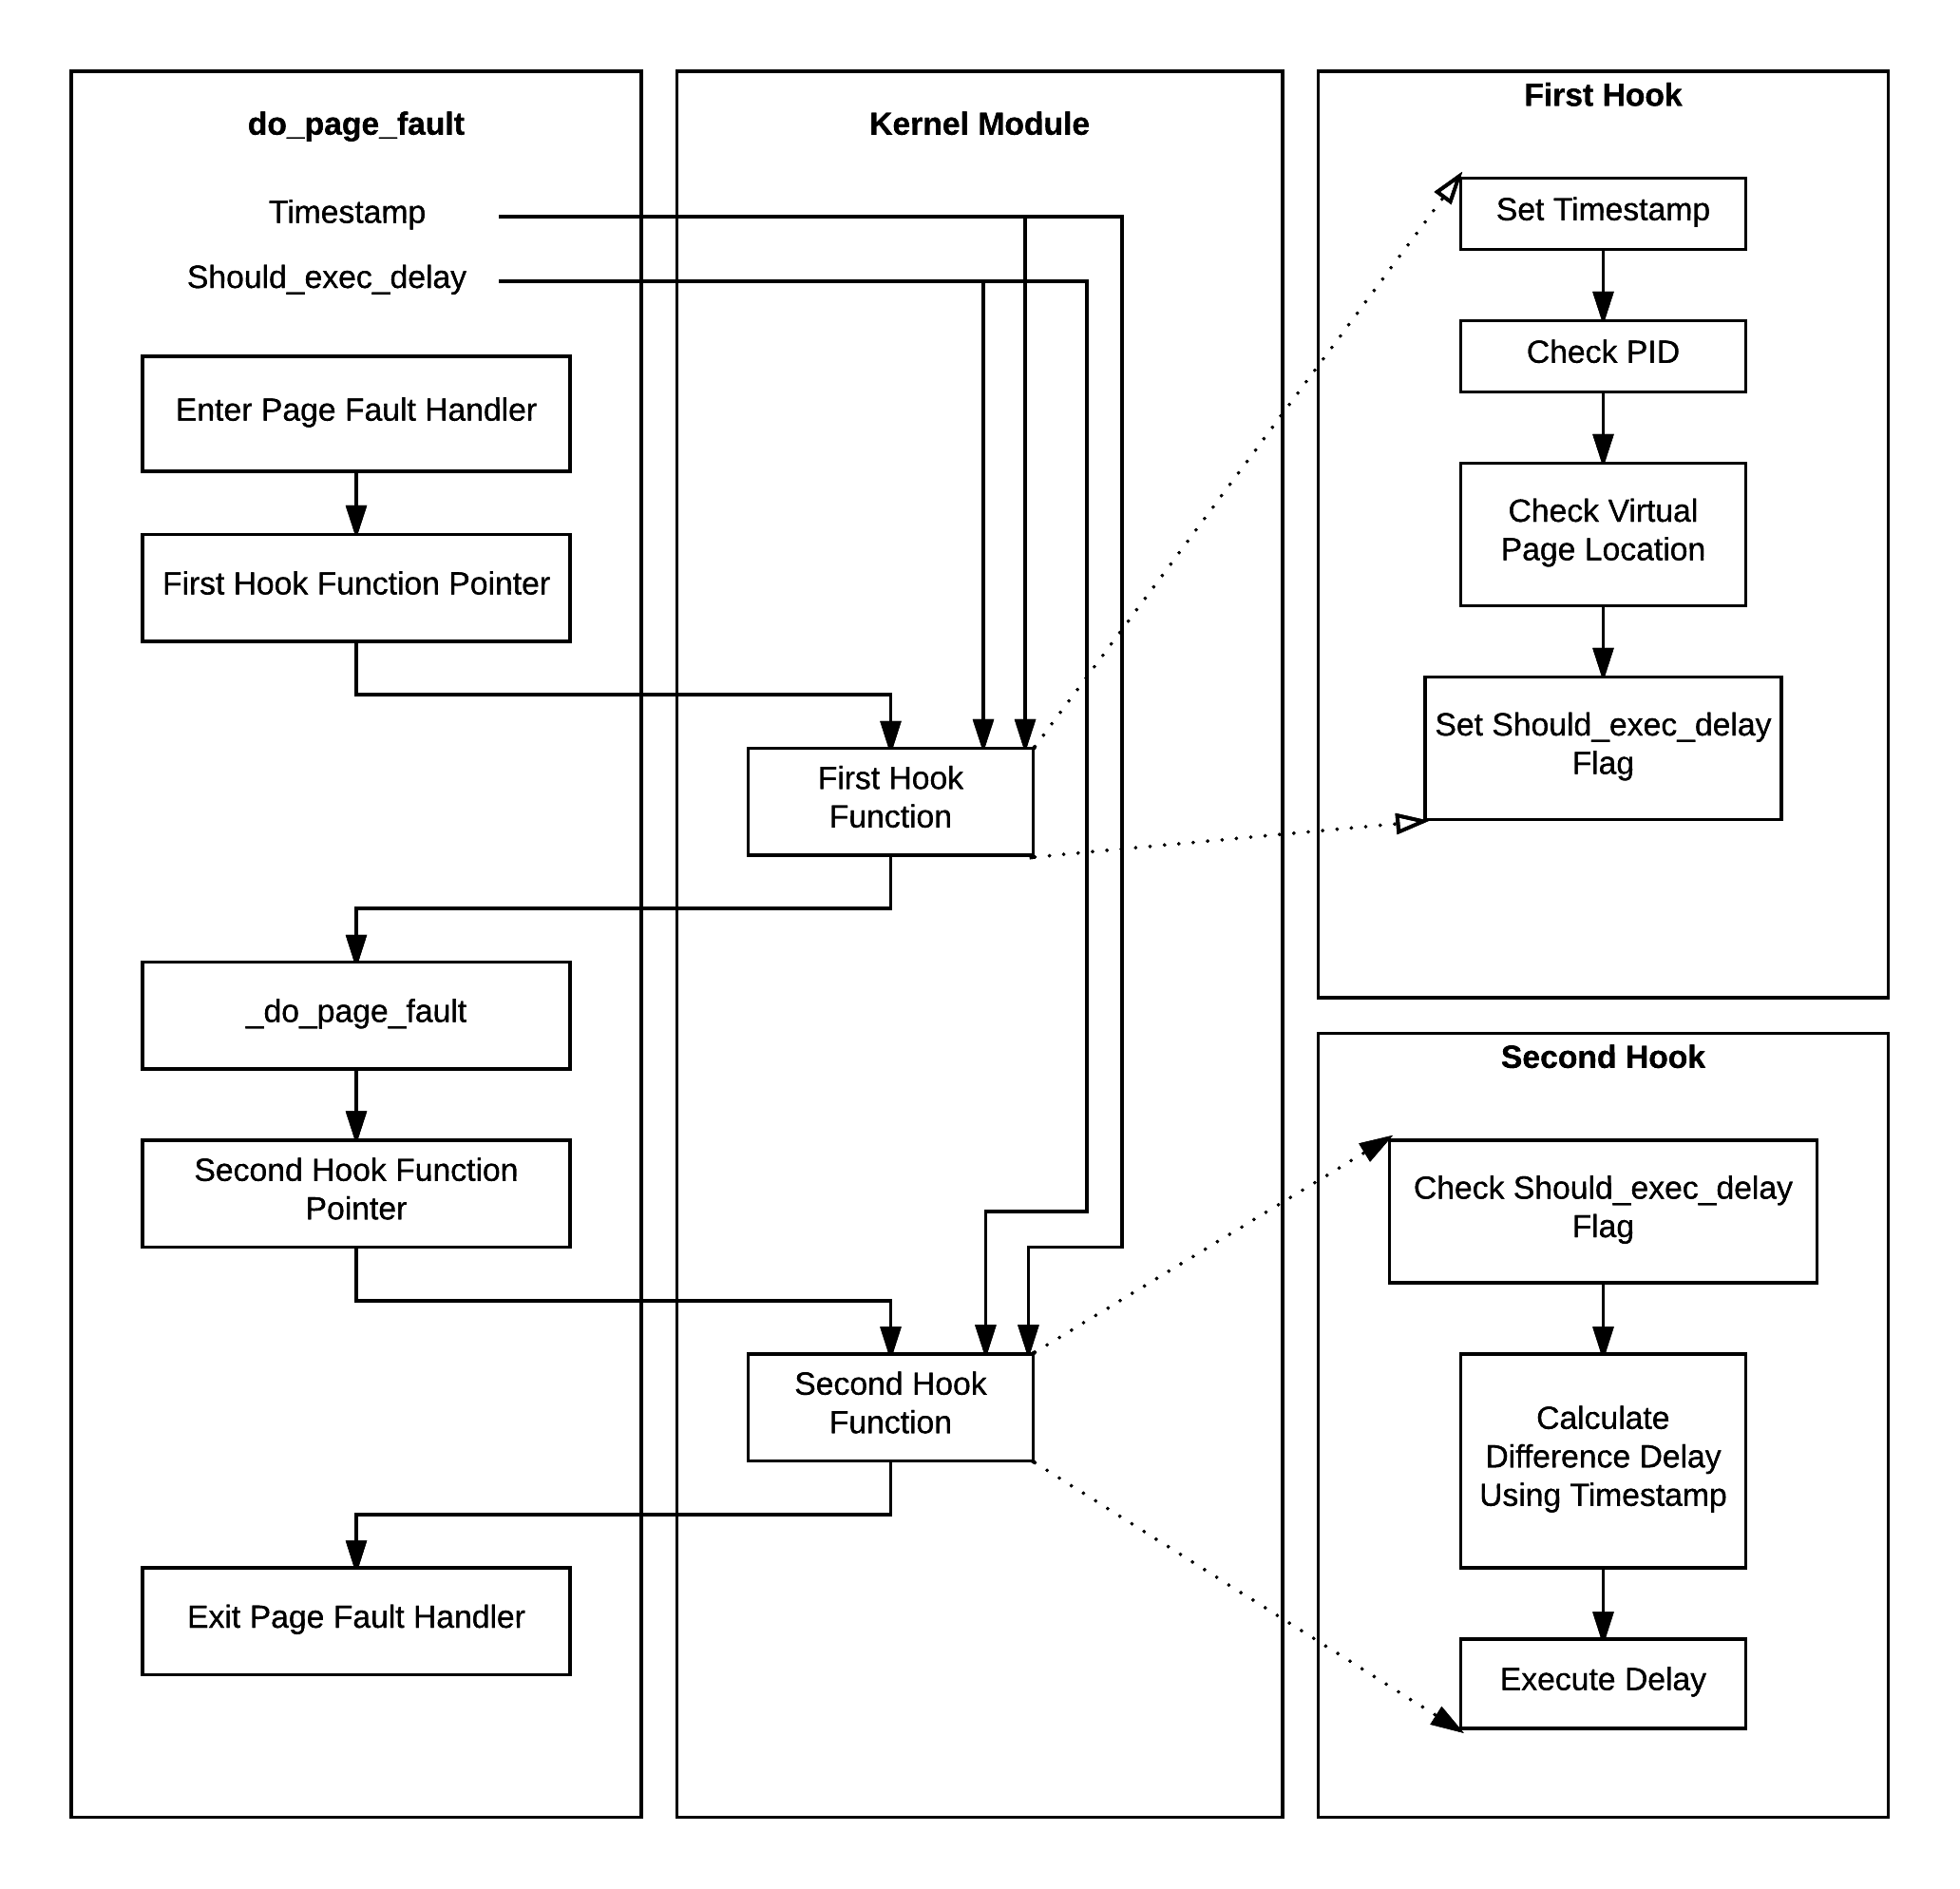 do_page_fault
Timestamp
Should_exec_delay
Enter Page Fault Handler
First Hook Function Pointer
_do_page_fault
Second Hook Function
Pointer
Exit Page Fault Handler
Kernel Module
First Hook
Function
Second Hook
Function
First Hook
Set Timestamp
Check PID
Check Virtual
Page Location
Set Should_exec_delay
Flag
Second Hook
Check Should_exec_delay
Flag
Calculate
Difference Delay
Using Timestamp
Execute Delay